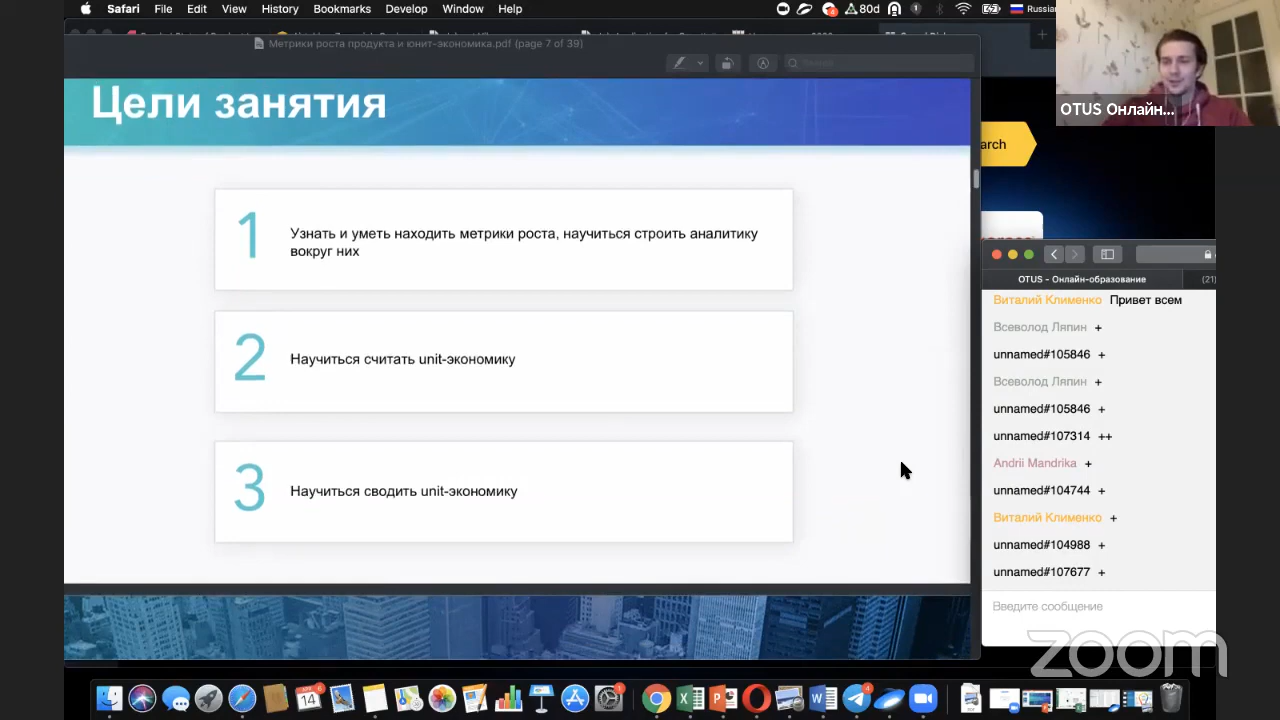 Safari File Edit View History Bookmarks Develop Window Help
4 80d 1 Russian
Метрики роста продукта и юнит-экономика.pdf (page 7 of 39)
Цели занятия
1
Узнать и уметь находить метрики роста, научиться строить аналитику
вокруг них
2
Научиться считать unit-экономику
3
Научиться сводить unit-экономику
OTUS Онлайн...
arch
OTUS - Онлайн-образование (21)
Виталий Клименко Привет всем
Всеволод Ляпин +
unnamed#105846 +
Всеволод Ляпин +
unnamed#105846 +
unnamed#107314 ++
Andrii Mandrika +
unnamed#104744 +
Виталий Клименко +
unnamed#104988 +
unnamed#107677 +
Введите сообщение
zoom
14